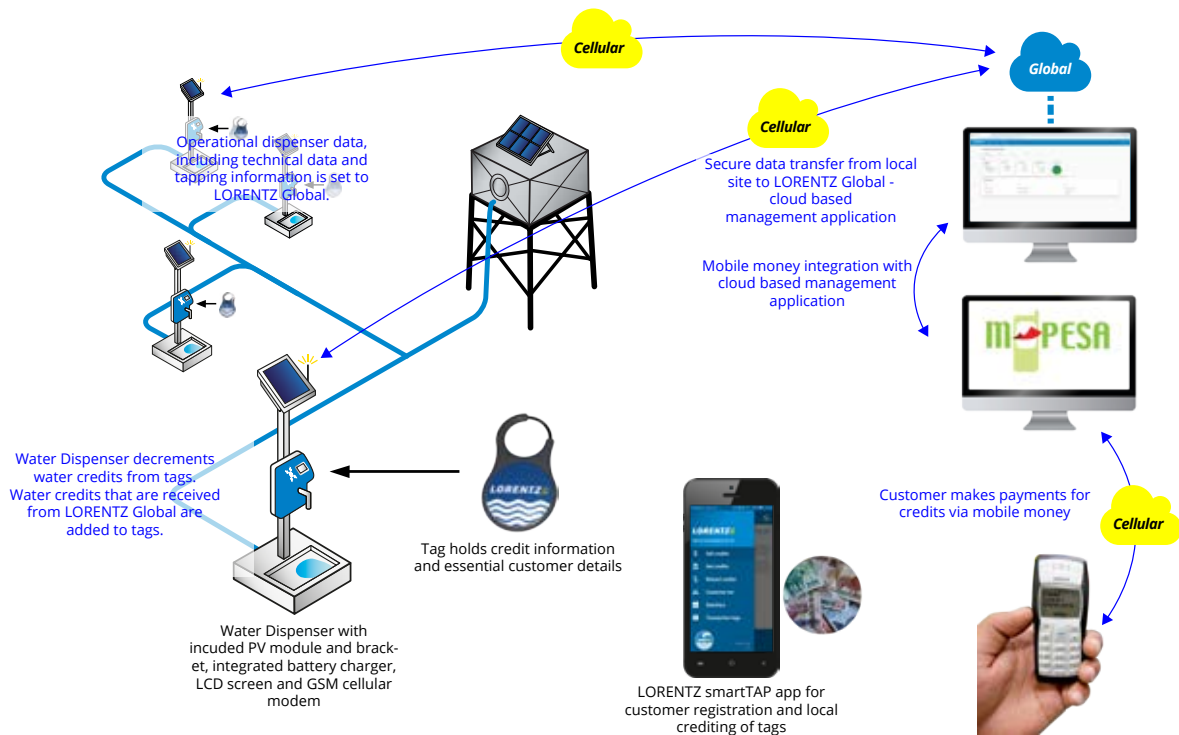 Cellular
Global
Cellular
Operational dispenser data,
including technical data and
tapping information is set to
LORENTZ Global.
Secure data transfer from local
site to LORENTZ Global -
cloud based
management application
Mobile money integration with
cloud based management
application
M PESA
Water Dispenser decrements
water credits from tags.
Water credits that are received
from LORENTZ Global are
added to tags.
LORENTZ
Tag holds credit information
and essential customer details
LORENTZ
Customer makes payments for
credits via mobile money
Cellular
Water Dispenser with
incuded PV module and brack-
et, integrated battery charger,
LCD screen and GSM cellular
modem
LORENTZ smartTAP app for
customer registration and local
crediting of tags